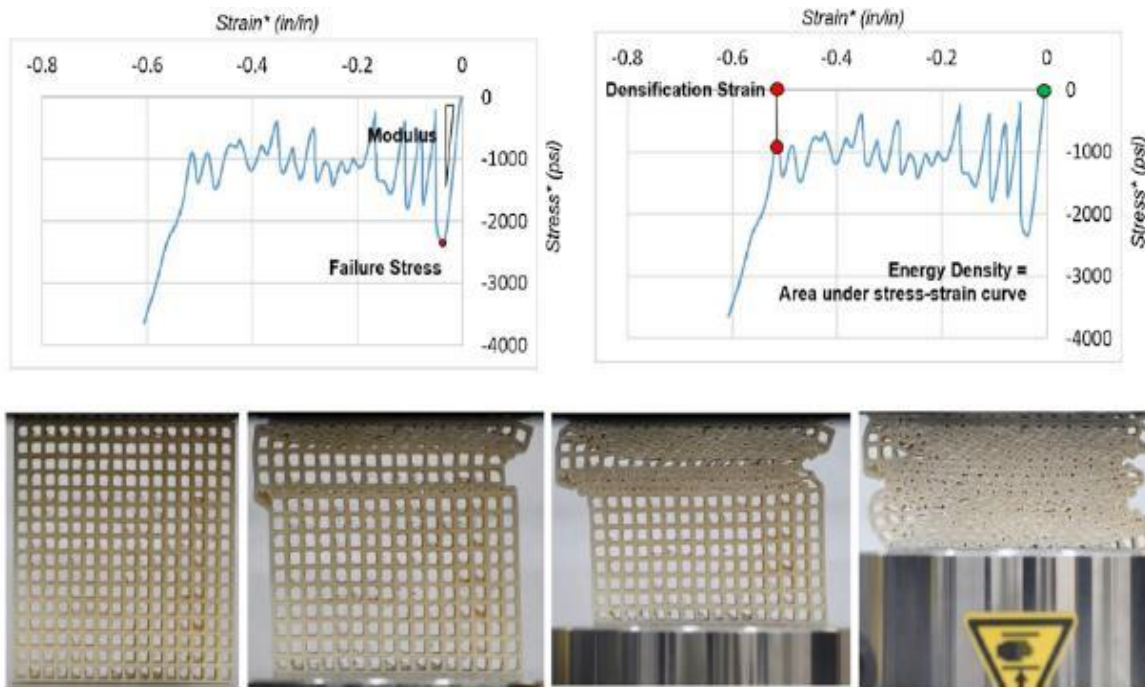 Strain* (in/in)
-0.8 -0.6 -0.4 -0.2 0
0
Modulus
-1000
-2000
Failure Stress
-3000
-4000
Stress* (psi)
Strain* (in/in)
-0.8 -0.6 -0.4 -0.2 0
Densification Strain
0
-1000
-2000
Energy Density =
Area under stress-strain curve
-3000
-4000
Stress* (psi)